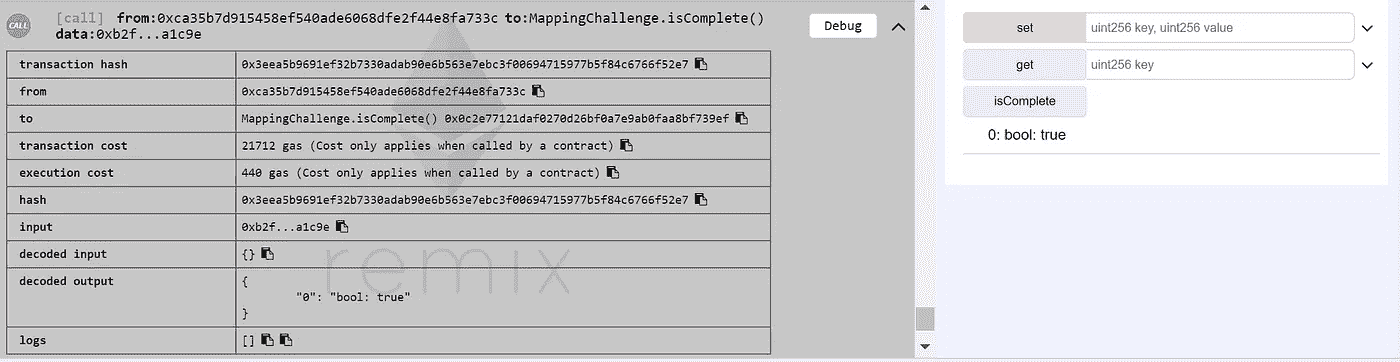 CALL
[call] from:0xca35b7d915458ef540ade6068dfe2f44e8fa733c to:MappingChallenge.isComplete()
data:0xb2f...a1c9e
Debug
transaction hash 0x3eea5b9691ef32b7330adab90e6b563e7ebc3f00694715977b5f84c6766f52e7
from 0xca35b7d915458ef540ade6068dfe2f44e8fa733c
to MappingChallenge.isComplete() 0x0c2e77121daf0270d26bf0a7e9ab0faa8bf739ef
transaction cost 21712 gas (Cost only applies when called by a contract)
execution cost 440 gas (Cost only applies when called by a contract)
hash 0x3eea5b9691ef32b7330adab90e6b563e7ebc3f00694715977b5f84c6766f52e7
input 0xb2f...a1c9e
decoded input {}
decoded output {
"0": "bool: true"
}
logs []
remix
set uint256 key, uint256 value
get uint256 key
isComplete
0: bool: true